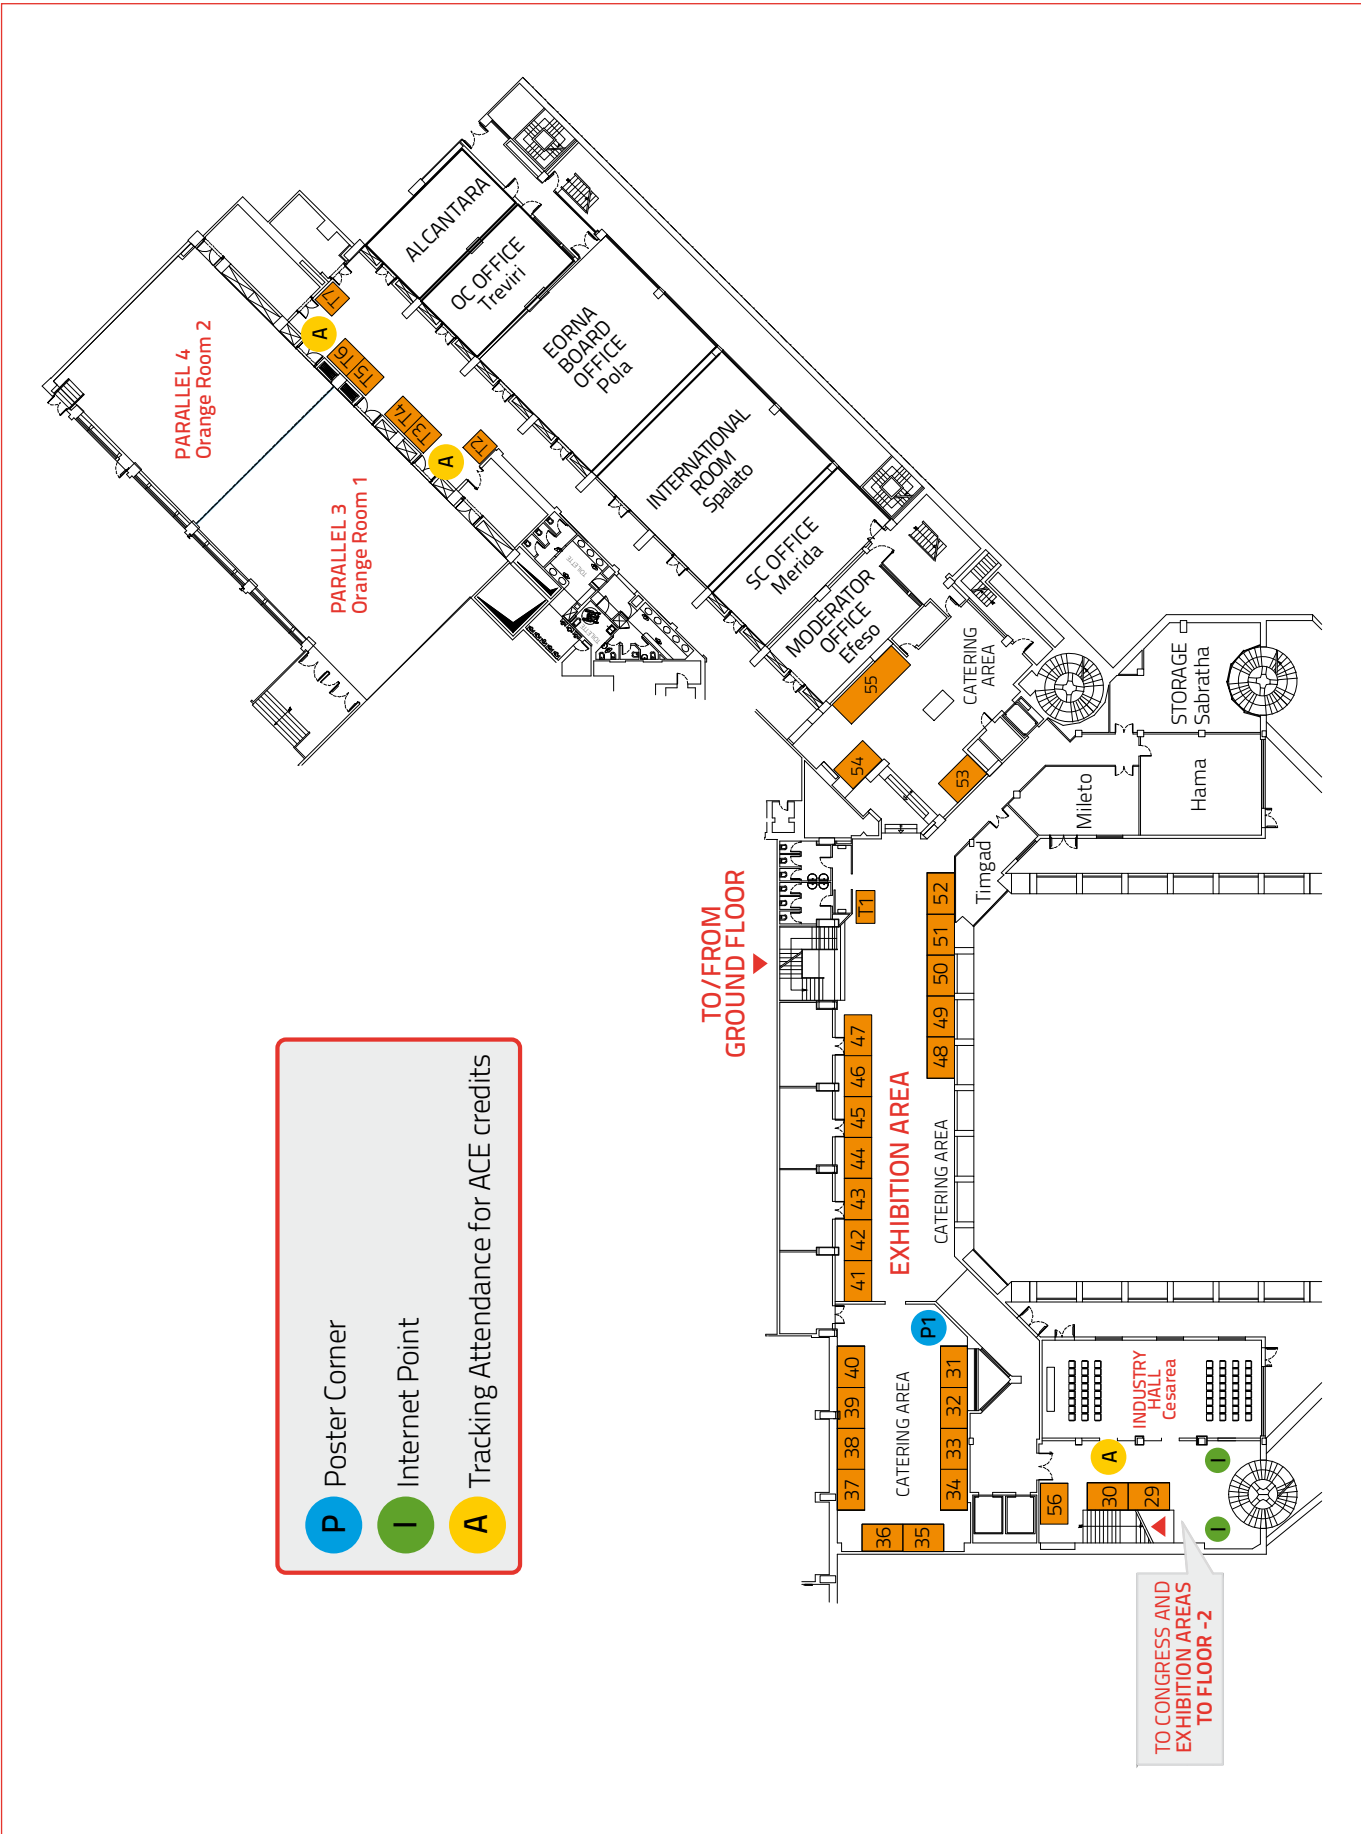 P
Poster Corner
I
Internet Point
A
Tracking Attendance for ACE credits
PARALLEL 4
Orange Room 2
PARALLEL 3
Orange Room 1
A
A
T7
T5
T6
T3
T4
T2
ALCANTARA
OC OFFICE
Treviri
EORNA
BOARD
OFFICE
Pola
INTERNATIONAL
ROOM
Spalato
SC OFFICE
Merida
MODERATOR
OFFICE
Efeso
TOILETTE
TOILETTE
CATERING
AREA
55
54
53
STORAGE
Sabratha
Hama
Mileto
Timgad
TO/FROM
GROUND FLOOR
T1
41
42
43
44
45
46
47
EXHIBITION AREA
CATERING AREA
48
49
50
51
52
P1
37
38
39
40
CATERING AREA
34
33
32
31
36
35
56
30
29
A
I
I
INDUSTRY
HALL
Cesarea
TO CONGRESS AND
EXHIBITION AREAS
TO FLOOR -2